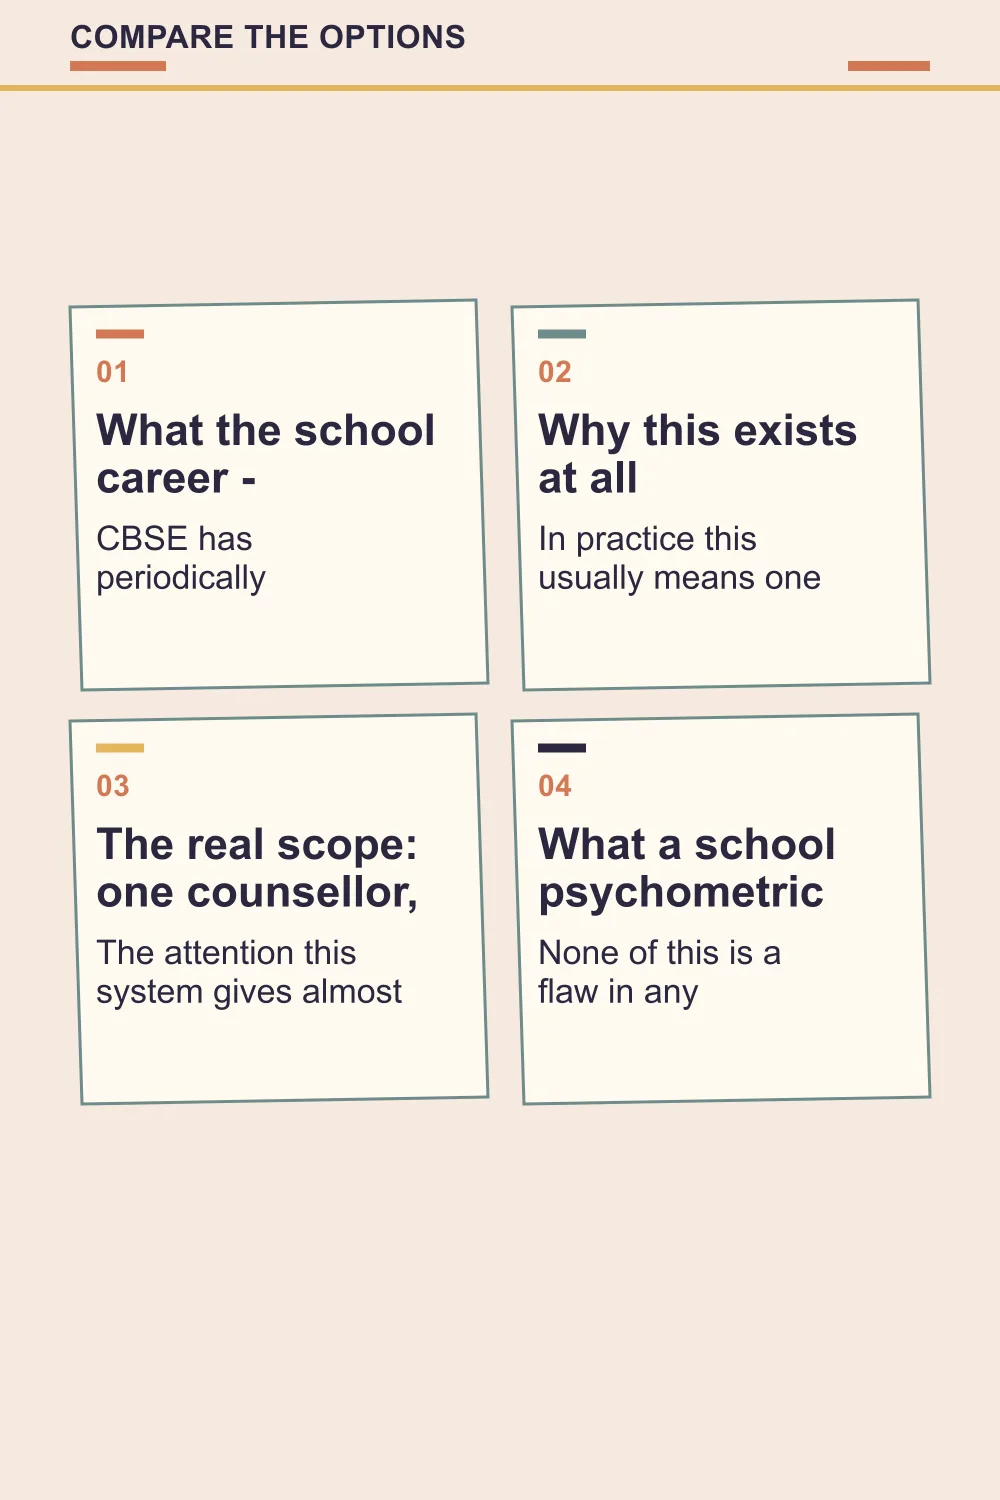 COMPARE THE OPTIONS
01
What the school
career -
CBSE has
periodically
02
Why this exists
at all
In practice this
usually means one
03
The real scope:
one counsellor,
The attention this
system gives almost
04
What a school
psychometric
None of this is a
flaw in any